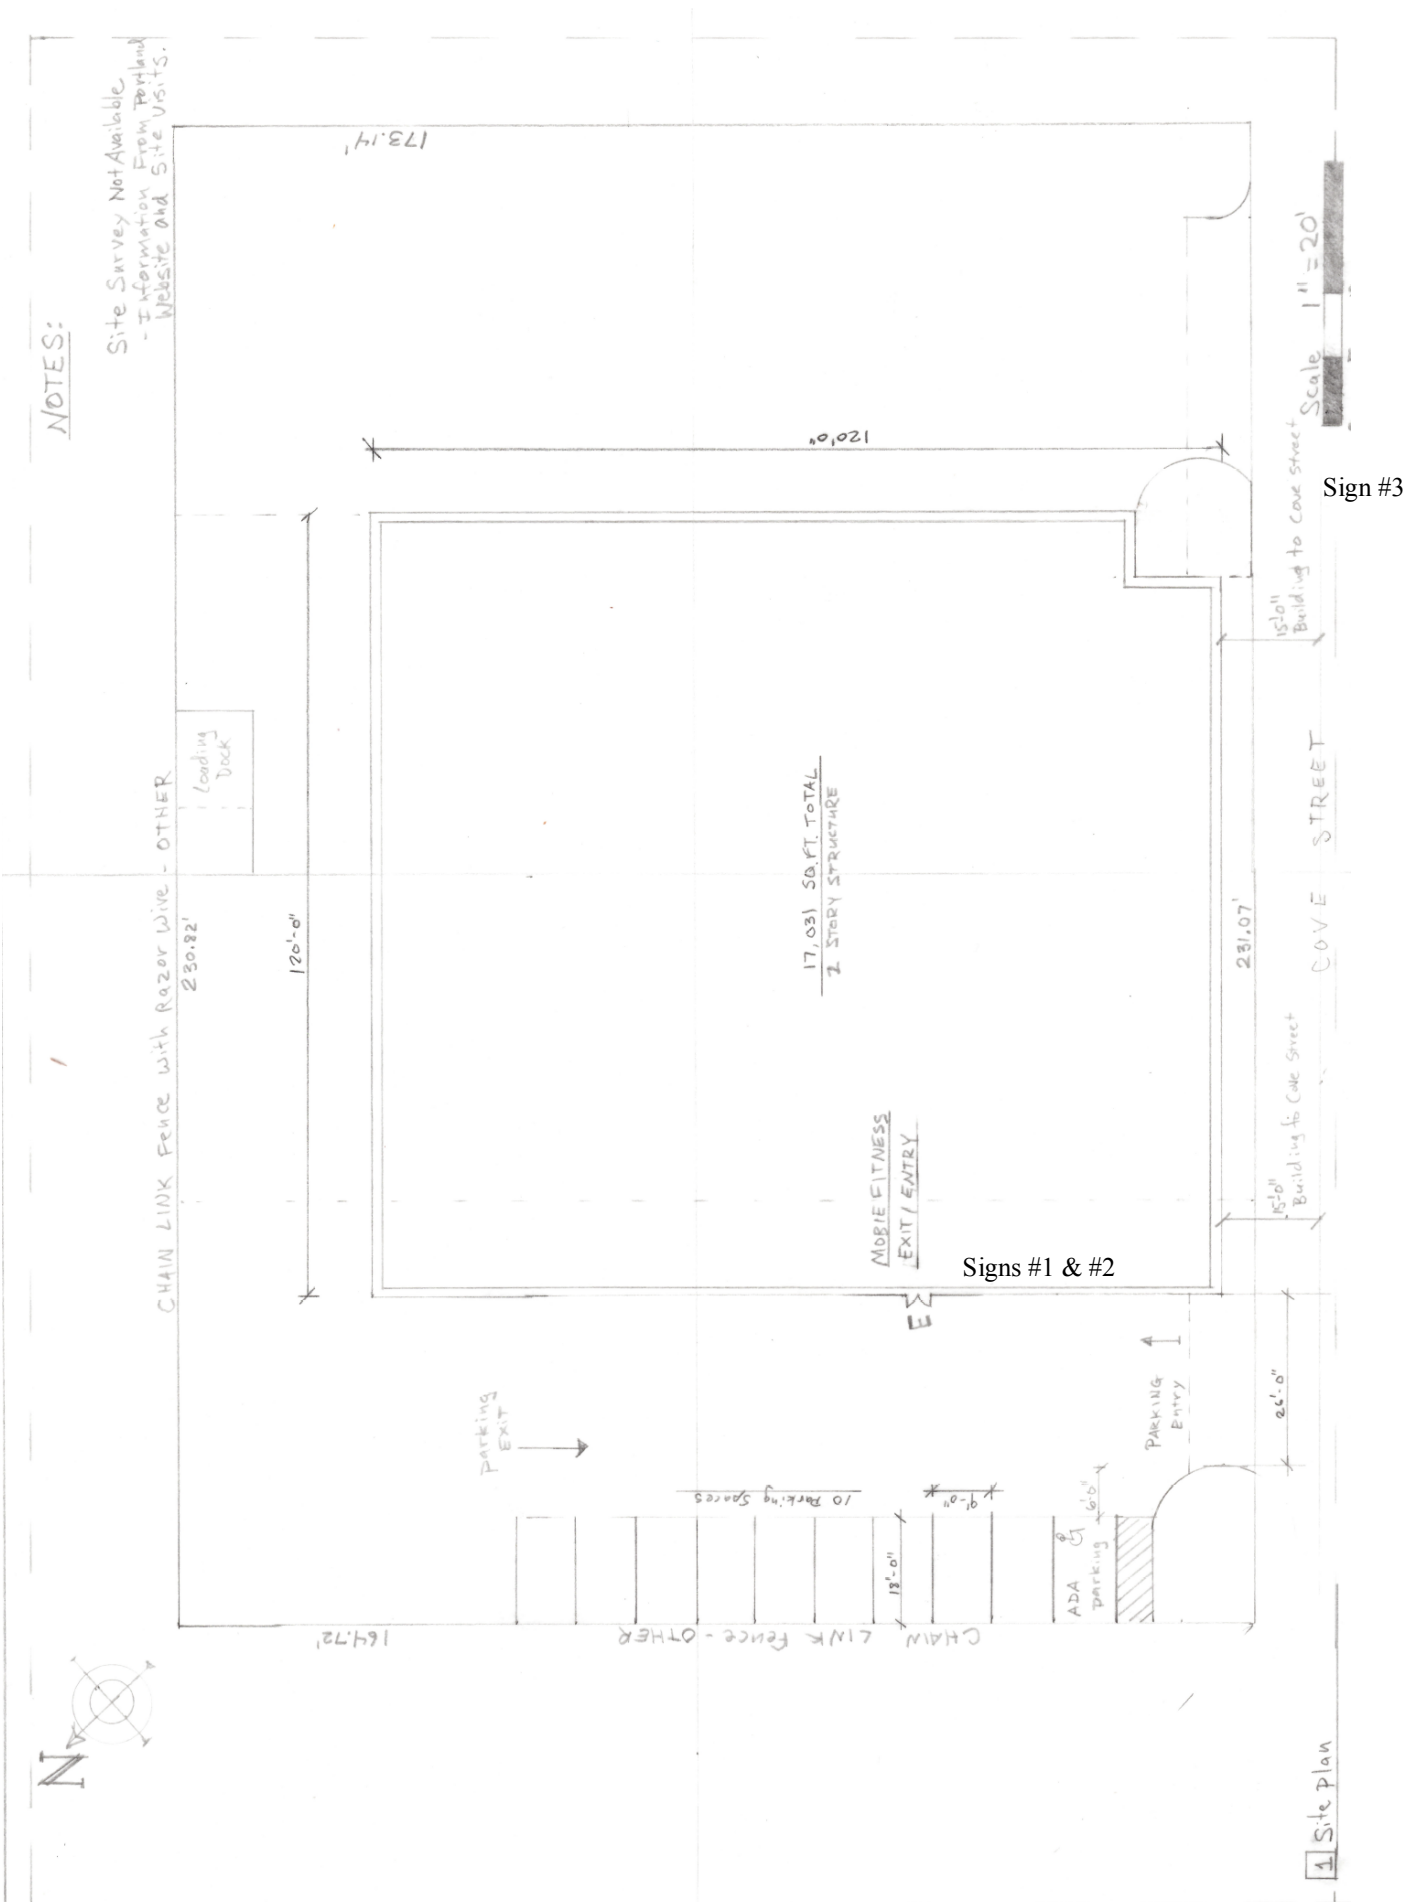 NOTES:
Site Survey Not Available
- Information From Portland
Website and Site Visits.
173.14'
Scale 1" = 20'
Sign #3
120'0"
120'-0"
15'-0"
Building to Cove street
Loading
Dock
CHAIN LINK Fence with Razor Wire - OTHER
230.82'
17,031 SQ.FT. TOTAL
2 STORY STRUCTURE
231.07'
COVE STREET
15'-0"
Building to Cove Street
MOBIEFITNESS
EXIT / ENTRY
Signs #1 & #2
E
parking
EXIT
PARKING
Entry
26'-0"
10 Parking Spaces
9'-0"
6'0"
18'-0"
ADA
parking
CHAIN LINK Fence - OTHER
164.72'
N
1 Site Plan